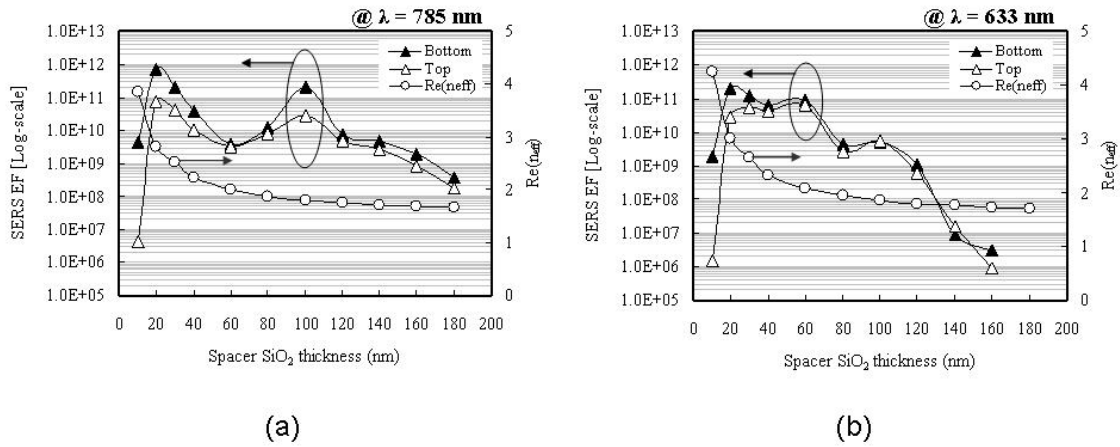 @ λ = 785 nm
1.0E+13
1.0E+12
1.0E+11
1.0E+10
1.0E+09
1.0E+08
1.0E+07
1.0E+06
1.0E+05
SERS EF [Log-scale]
Bottom
Top
Re(neff)
5
4
3
2
1
0
Re(n_eff)
0 20 40 60 80 100 120 140 160 180 200
Spacer SiO₂ thickness (nm)
(a)
@ λ = 633 nm
1.0E+13
1.0E+12
1.0E+11
1.0E+10
1.0E+09
1.0E+08
1.0E+07
1.0E+06
1.0E+05
SERS EF [Log-scale]
Bottom
Top
Re(neff)
5
4
3
2
1
0
Re(n_eff)
0 20 40 60 80 100 120 140 160 180 200
Spacer SiO₂ thickness (nm)
(b)